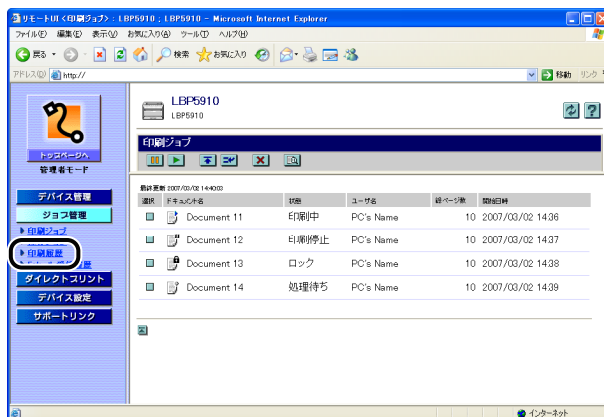 リモートUI <印刷ジョブ> : LBP5910 ; LBP5910 - Microsoft Internet Explorer
ファイル(F) 編集(E) 表示(V) お気に入り(A) ツール(T) ヘルプ(H)
戻る 検索 お気に入り
アドレス(D) http:// 移動 リンク
LBP5910
LBP5910
トップページへ
管理者モード
デバイス管理
ジョブ管理
印刷ジョブ
印刷履歴
ダイレクトプリント
デバイス設定
サポートリンク
印刷ジョブ
最終更新 2007/03/02 14:40:03
選択 ドキュメント名 状態 ユーザ名 総ページ数 開始日時
Document 11 印刷中 PC's Name 10 2007/03/02 14:36
Document 12 印刷停止 PC's Name 10 2007/03/02 14:37
Document 13 ロック PC's Name 10 2007/03/02 14:38
Document 14 処理待ち PC's Name 10 2007/03/02 14:39
インターネット